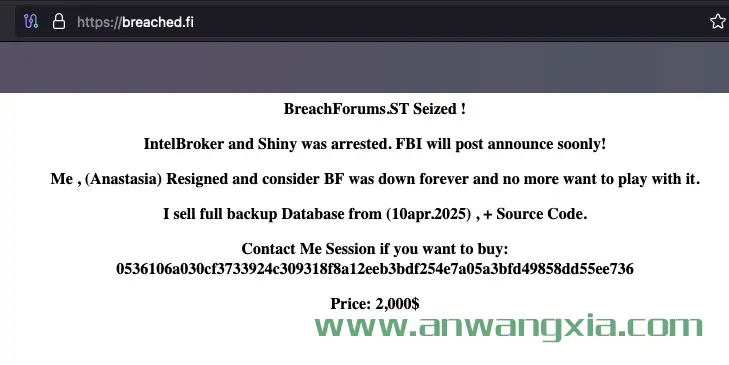 https://breached.fi
BreachForums.ST Seized !
IntelBroker and Shiny was arrested. FBI will post announce soonly!
Me , (Anastasia) Resigned and consider BF was down forever and no more want to play with it.
I sell full backup Database from (10apr.2025) , + Source Code.
Contact Me Session if you want to buy:
0536106a030cf3733924c309318f8a12eeb3bdf254e7a05a3bfd49858dd55ee736
Price: 2,000$
www.anwangxia.com